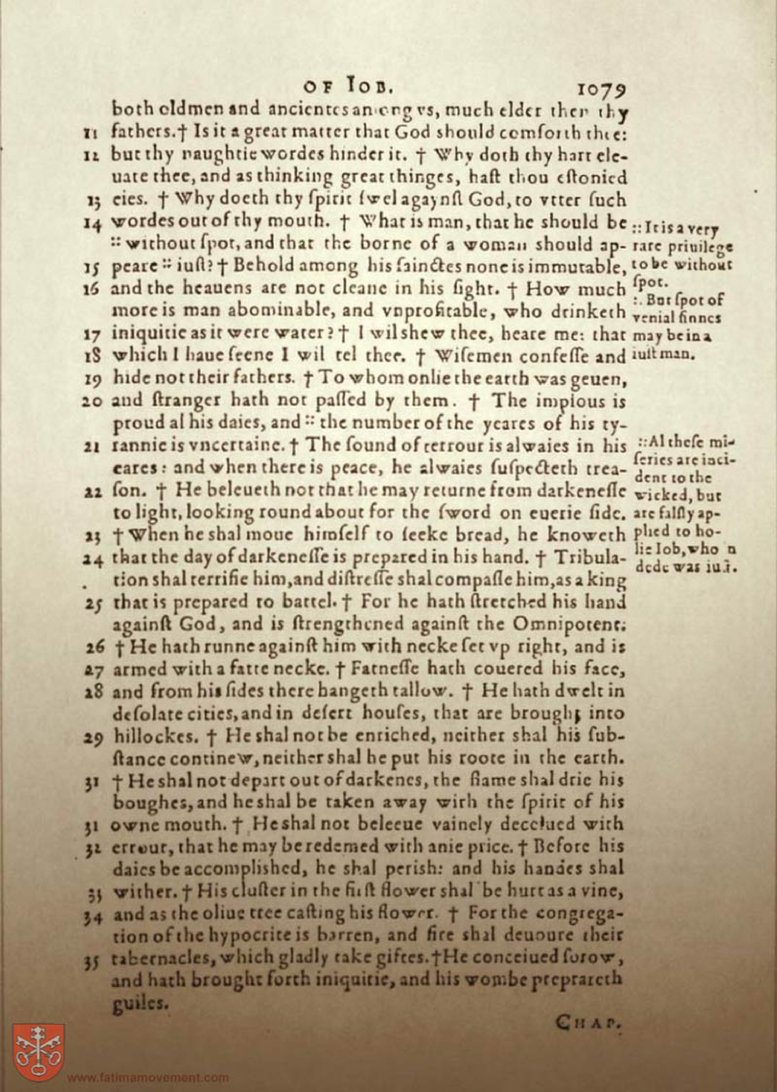 OF IOB. 1079
both oldmen and ancientes among vs, much elder then thy
11 fathers.† Is it a great matter that God should comforth thee:
12 but thy naughtie wordes hinder it. † Why doth thy hart ele-
uate thee, and as thinking great thinges, haſt thou eſtonied
13 eies. † Why doeth thy ſpirit ſwel agaynſt God, to vtter ſuch
14 wordes out of thy mouth. † What is man, that he should be
:: without ſpot, and that the borne of a woman should ap-
15 peare :: iuſt? † Behold among his ſainctes none is immutable,
16 and the heauens are not cleane in his ſight. † How much
more is man abominable, and vnprofitable, who drinketh
17 iniquitie as it were water? † I wil shew thee, heare me: that
18 which I haue ſeene I wil tel thee. † Wiſemen confeſſe and
19 hide not their fathers. † To whom onlie the earth was geuen,
20 and ſtranger hath not paſſed by them. † The impious is
proud al his daies, and :: the number of the yeares of his ty-
21 rannie is vncertaine. † The ſound of terrour is alwaies in his
eares: and when there is peace, he alwaies ſuſpecteth trea-
22 ſon. † He beleueth not that he may returne from darkeneſſe
to light, looking round about for the ſword on euerie ſide.
23 † When he shal moue himſelf to ſeeke bread, he knoweth
24 that the day of darkeneſſe is prepared in his hand. † Tribula-
tion shal terrifie him, and diſtreſſe shal compaſſe him, as a king
25 that is prepared to battel. † For he hath ſtretched his hand
againſt God, and is ſtrengthened againſt the Omnipotent.
26 † He hath runne againſt him with necke ſet vp right, and is
27 armed with a fatte necke. † Fatneſſe hath couered his face,
28 and from his ſides there hangeth tallow. † He hath dwelt in
deſolate cities, and in deſert houſes, that are brought into
29 hillockes. † He shal not be enriched, neither shal his ſub-
ſtance continew, neither shal he put his roote in the earth.
31 † He shal not depart out of darkenes, the flame shal drie his
boughes, and he shal be taken away with the ſpirit of his
31 owne mouth. † He shal not beleeue vainely deceiued with
32 errour, that he may be redemed with anie price. † Before his
daies be accomplished, he shal perish: and his handes shal
33 wither. † His cluſter in the firſt flower shal be hurt as a vine,
34 and as the oliue tree caſting his flower. † For the congrega-
tion of the hypocrite is barren, and fire shal deuoure their
35 tabernacles, which gladly take giftes. † He conceiued ſorow,
and hath brought forth iniquitie, and his wombe prepareth
guiles.
CHAP.
:: It is a very
rare priuilege
to be without
ſpot.
:. But ſpot of
venial ſinnes
may be in a
iuſt man.
:: Al theſe mi-
ſeries are inci-
dent to the
wicked, but
are falſly ap-
plied to ho-
lie Iob, who n
dede was iuſt.
www.fatimamovement.com